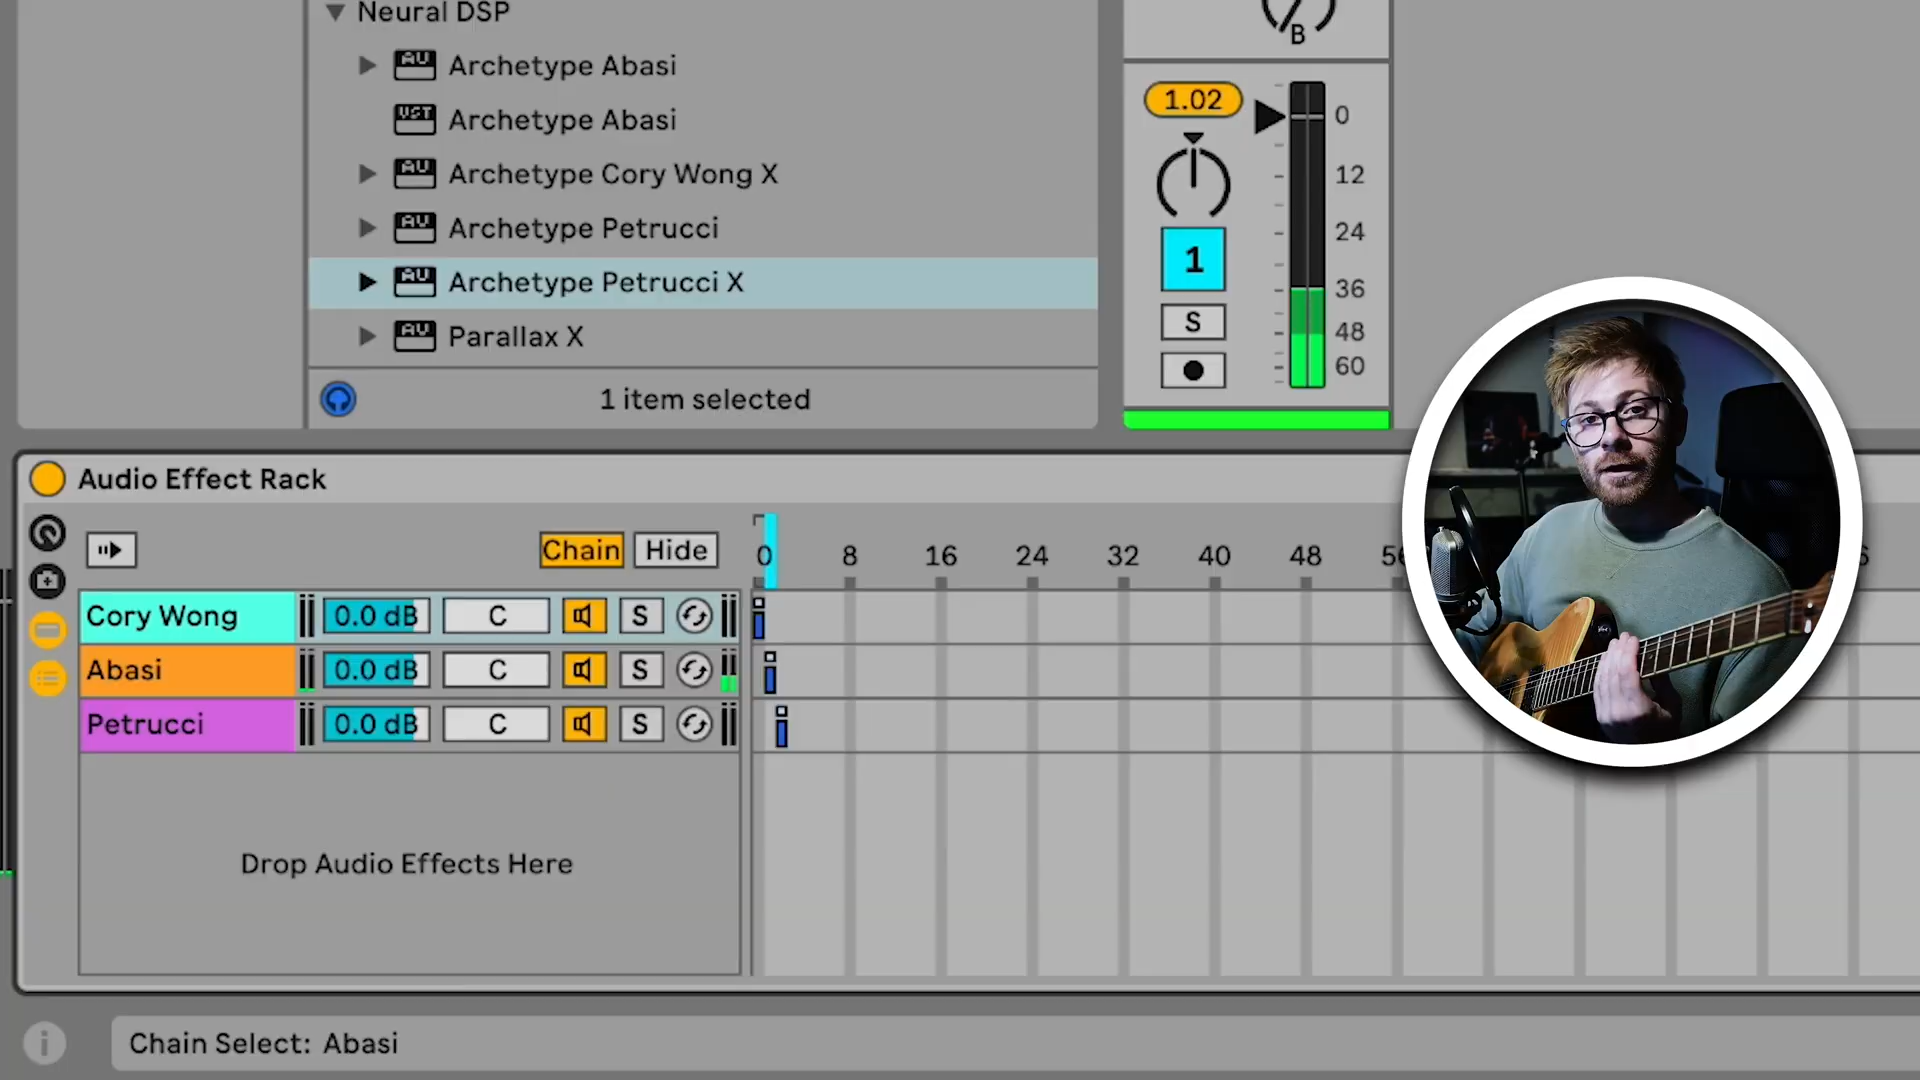 Neural DSP
AU Archetype Abasi
VST Archetype Abasi
AU Archetype Cory Wong X
AU Archetype Petrucci
AU Archetype Petrucci X
AU Parallax X
1 item selected
B
1.02
0
12
1
24
36
S
48
60
Audio Effect Rack
Chain Hide
0 8 16 24 32 40 48
Cory Wong 0.0 dB C S
Abasi 0.0 dB C S
Petrucci 0.0 dB C S
Drop Audio Effects Here
Chain Select: Abasi